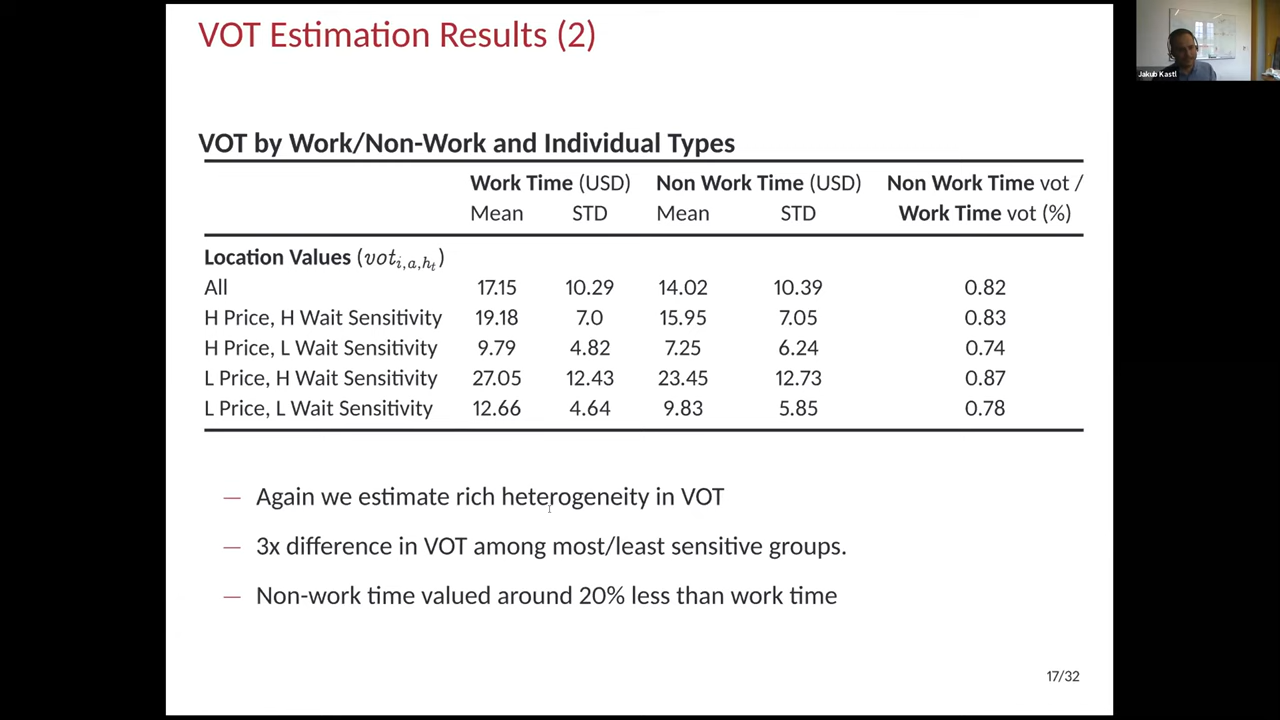 VOT Estimation Results (2)
Jakub Kastl
VOT by Work/Non-Work and Individual Types
Work Time (USD) Non Work Time (USD) Non Work Time vot /
Mean STD Mean STD Work Time vot (%)
Location Values (vot_{i,a,h_t})
All 17.15 10.29 14.02 10.39 0.82
H Price, H Wait Sensitivity 19.18 7.0 15.95 7.05 0.83
H Price, L Wait Sensitivity 9.79 4.82 7.25 6.24 0.74
L Price, H Wait Sensitivity 27.05 12.43 23.45 12.73 0.87
L Price, L Wait Sensitivity 12.66 4.64 9.83 5.85 0.78
— Again we estimate rich heterogeneity in VOT
— 3x difference in VOT among most/least sensitive groups.
— Non-work time valued around 20% less than work time
17/32